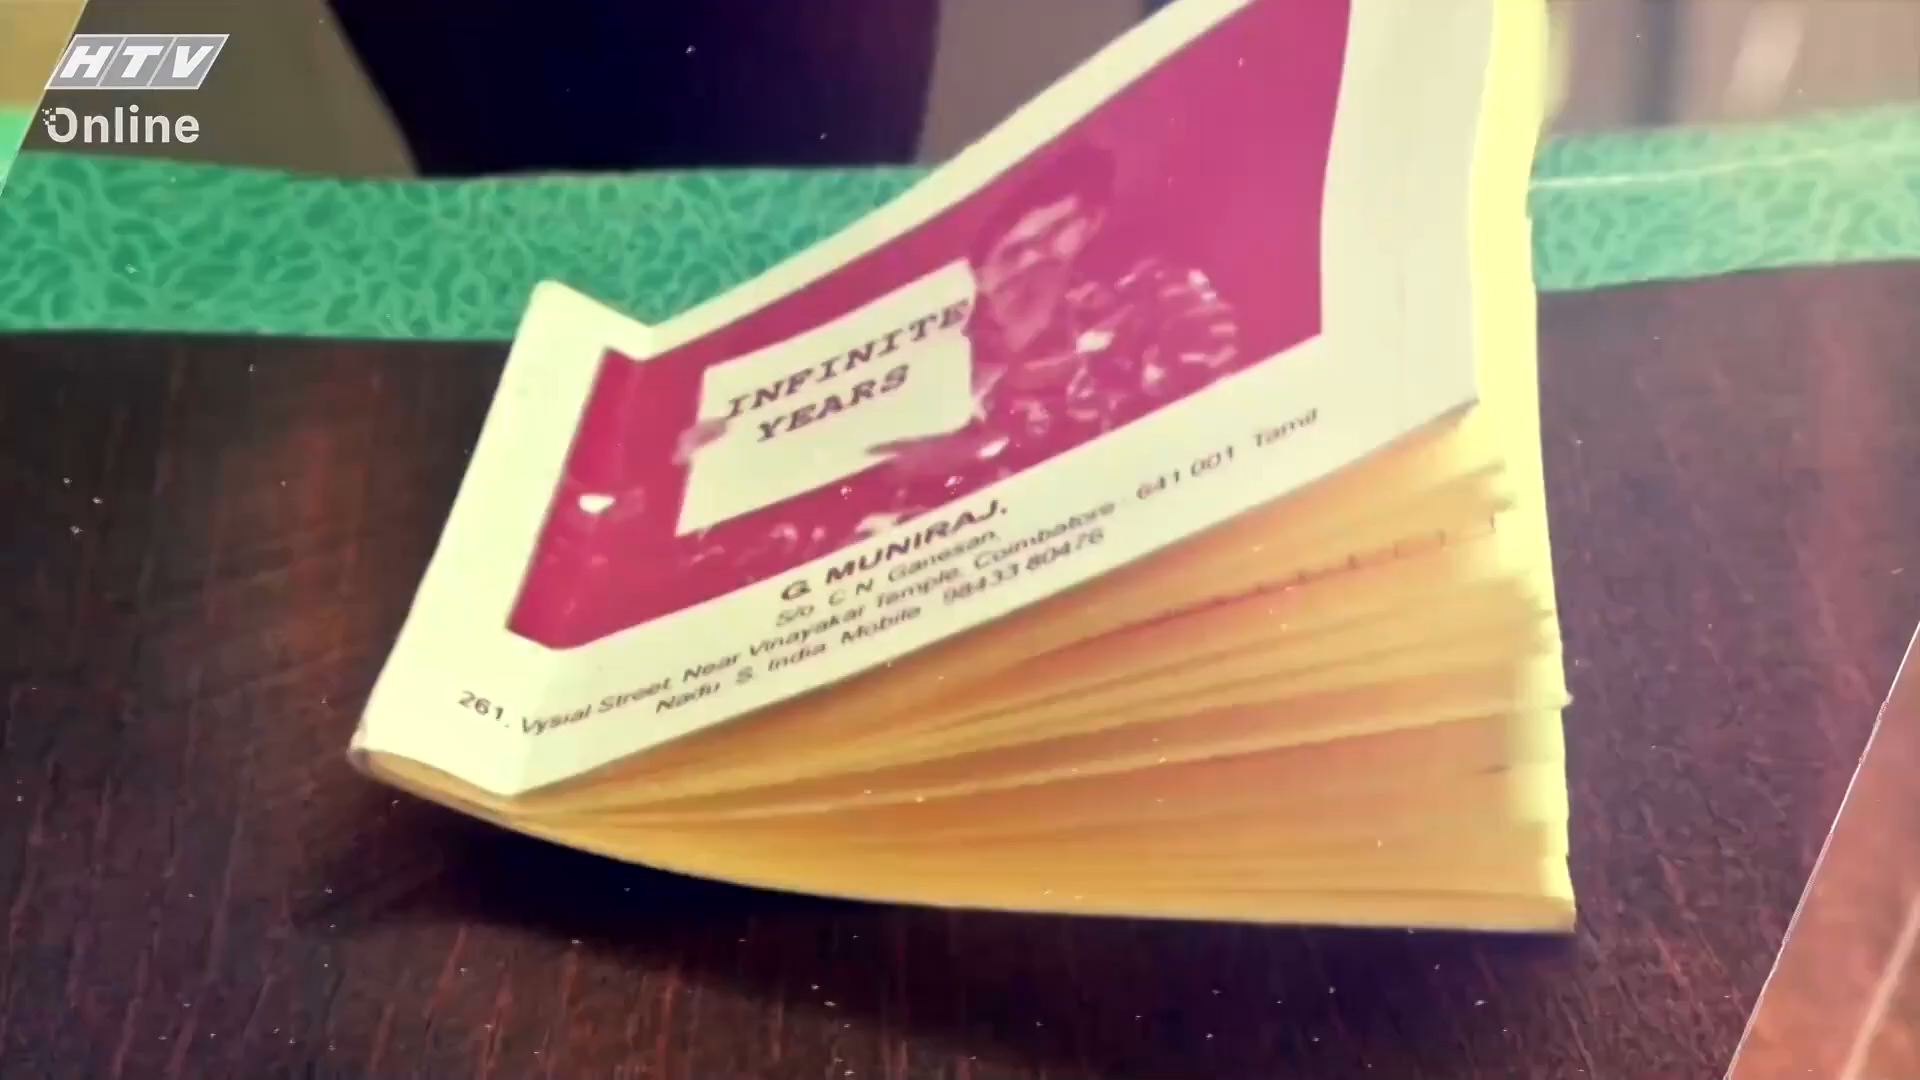 HTV
Online
INFINITE
YEARS
G. MUNIRAJ,
S/o. C.N. Ganesan,
261, Vysial Street, Near Vinayakar Temple, Coimbatore - 641 001 Tamil
Nadu S. India Mobile 98433 80476